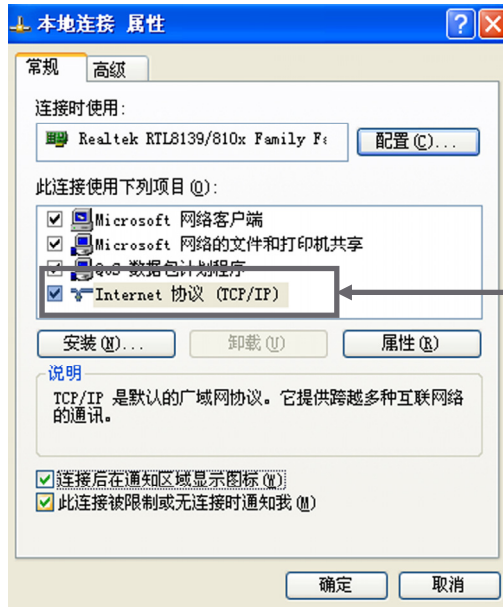 本地连接 属性
常规
高级
连接时使用:
Realtek RTL8139/810x Family Fa
配置(C)...
此连接使用下列项目(O):
Microsoft 网络客户端
Microsoft 网络的文件和打印机共享
QoS 数据包计划程序
Internet 协议 (TCP/IP)
安装(N)...
卸载(U)
属性(R)
说明
TCP/IP 是默认的广域网协议。它提供跨越多种互联网络
的通讯。
连接后在通知区域显示图标(W)
此连接被限制或无连接时通知我(M)
确定
取消